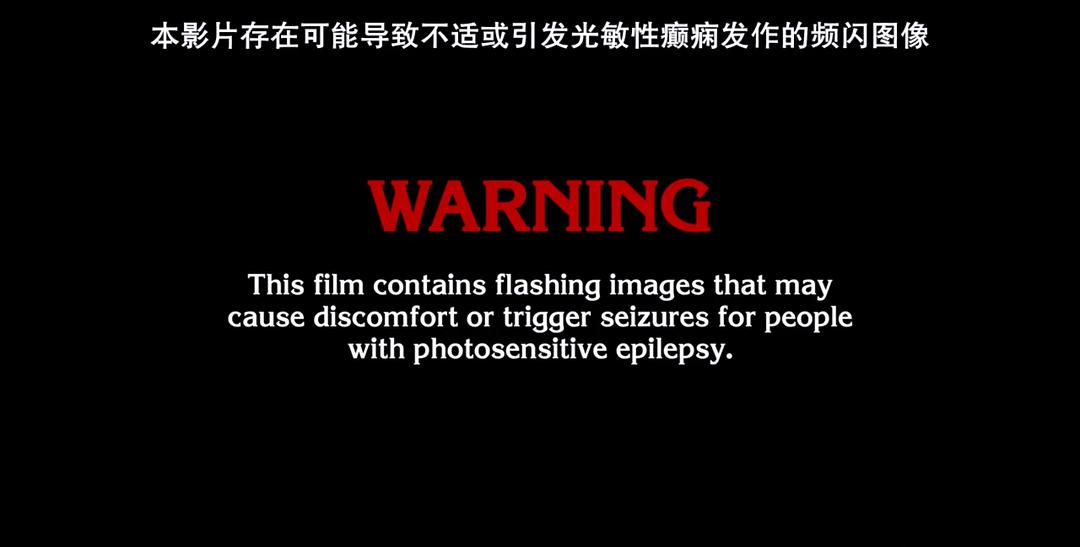 本影片存在可能导致不适或引发光敏性癫痫发作的频闪图像
WARNING
This film contains flashing images that may
cause discomfort or trigger seizures for people
with photosensitive epilepsy.